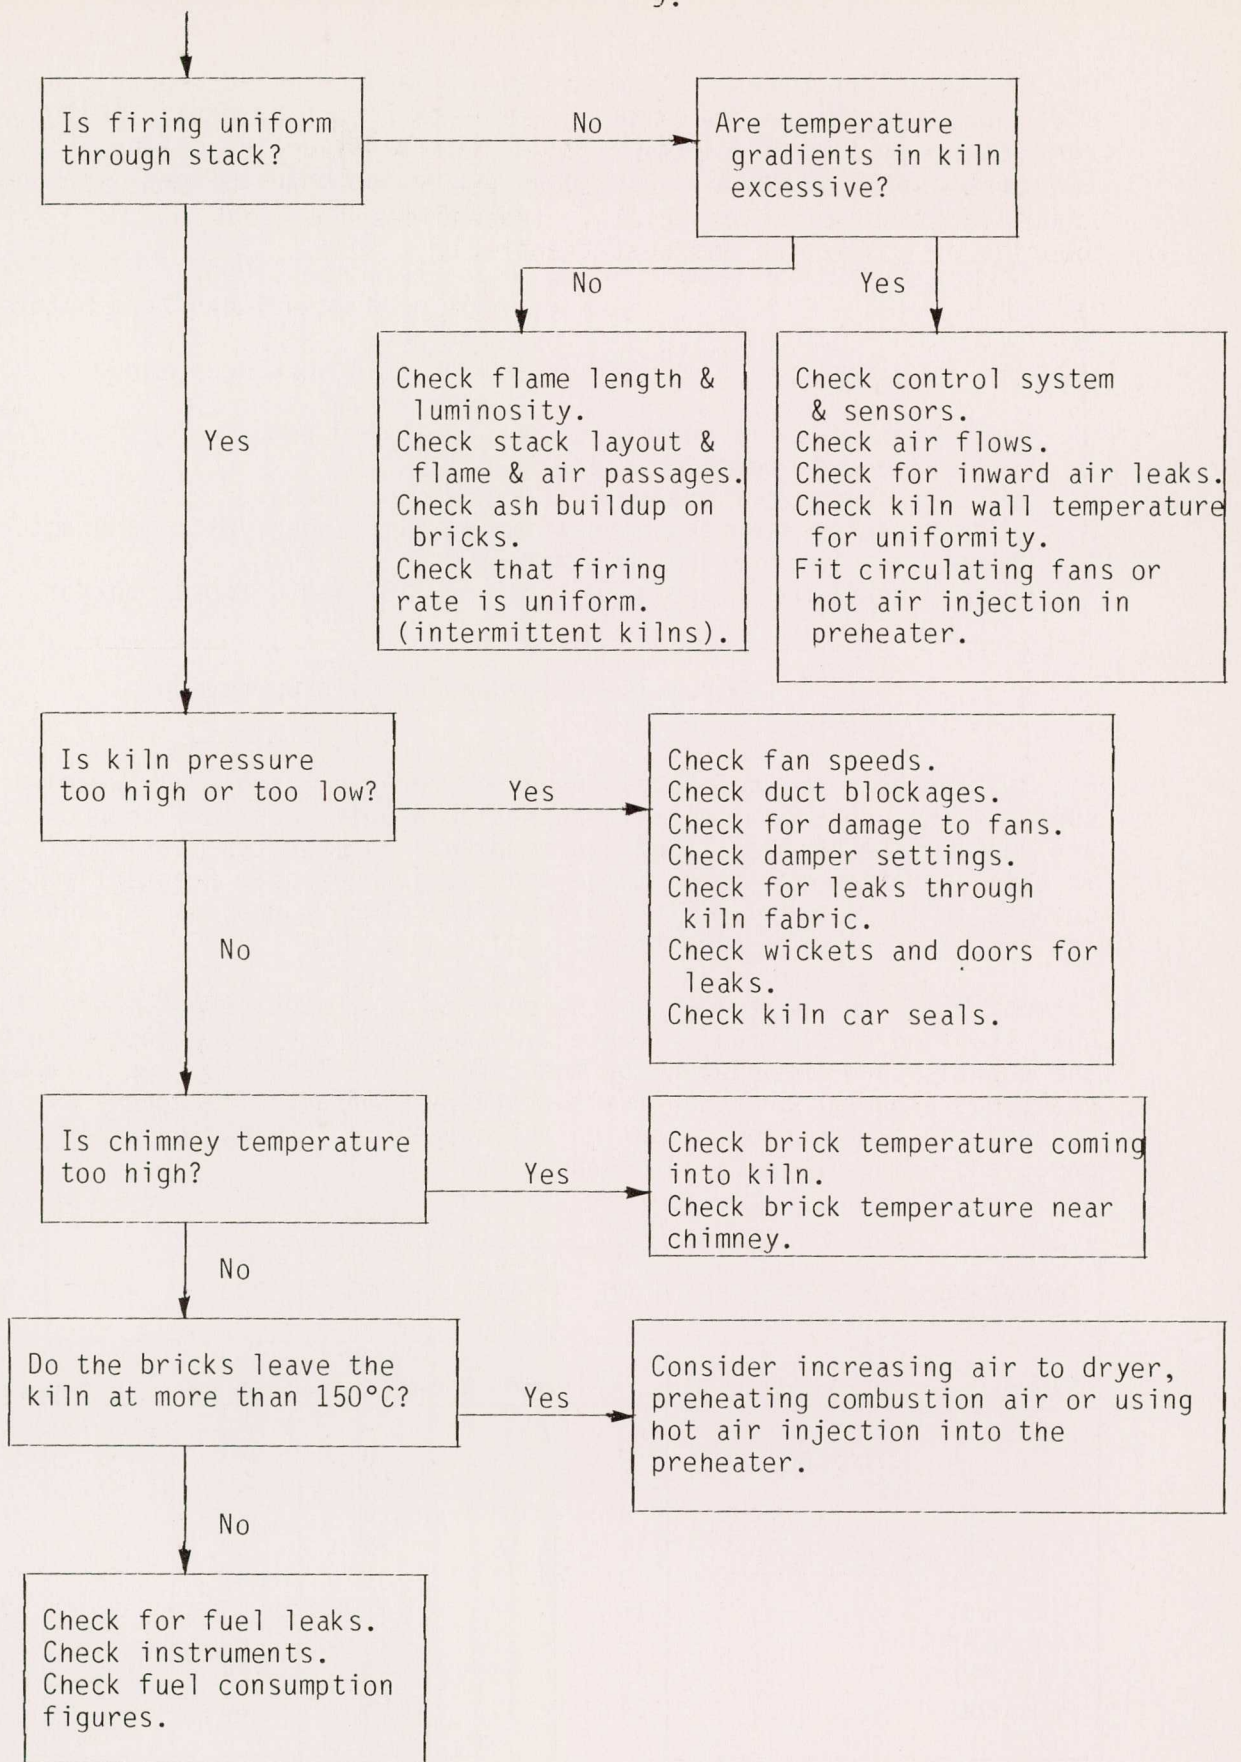 Is firing uniform
through stack?
No
Are temperature
gradients in kiln
excessive?
No
Yes
Check flame length &
luminosity.
Check stack layout &
flame & air passages.
Check ash buildup on
bricks.
Check that firing
rate is uniform.
(intermittent kilns).
Check control system
& sensors.
Check air flows.
Check for inward air leaks.
Check kiln wall temperature
for uniformity.
Fit circulating fans or
hot air injection in
preheater.
Yes
Is kiln pressure
too high or too low?
Yes
Check fan speeds.
Check duct blockages.
Check for damage to fans.
Check damper settings.
Check for leaks through
kiln fabric.
Check wickets and doors for
leaks.
Check kiln car seals.
No
Is chimney temperature
too high?
Yes
Check brick temperature coming
into kiln.
Check brick temperature near
chimney.
No
Do the bricks leave the
kiln at more than 150°C?
Yes
Consider increasing air to dryer,
preheating combustion air or using
hot air injection into the
preheater.
No
Check for fuel leaks.
Check instruments.
Check fuel consumption
figures.